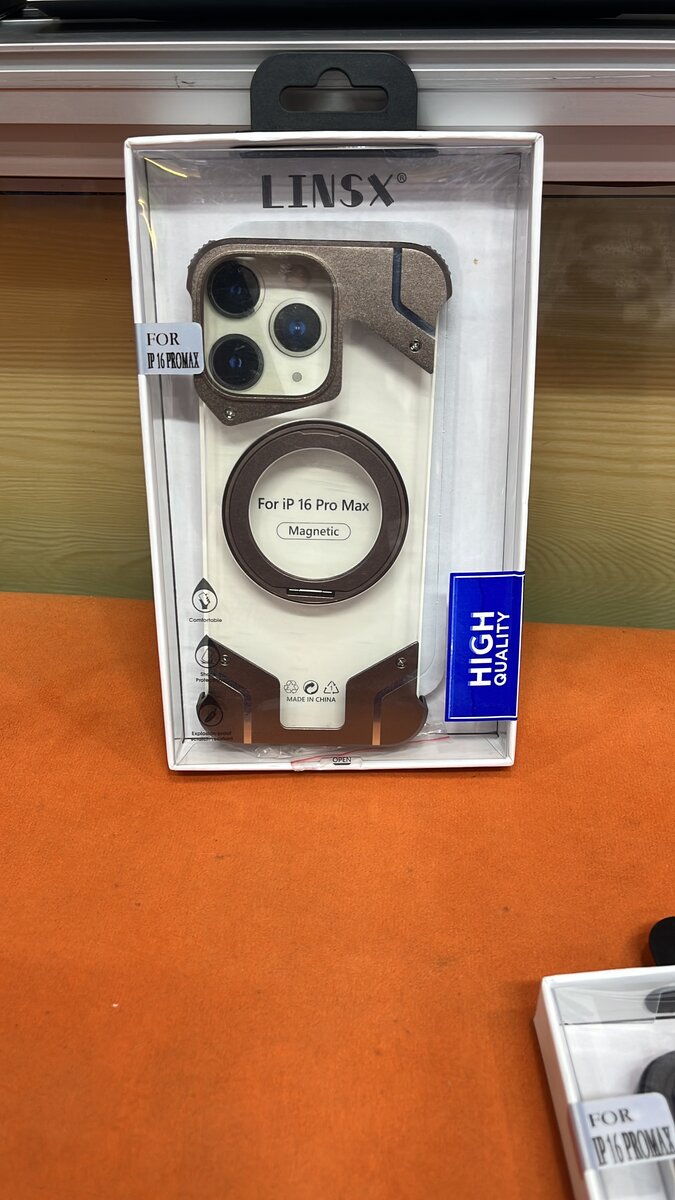 LINSX®
FOR
IP 16 PROMAX
For iP 16 Pro Max
Magnetic
Comfortable
HIGH
QUALITY
MADE IN CHINA
OPEN
FOR
IP 16 PROMAX